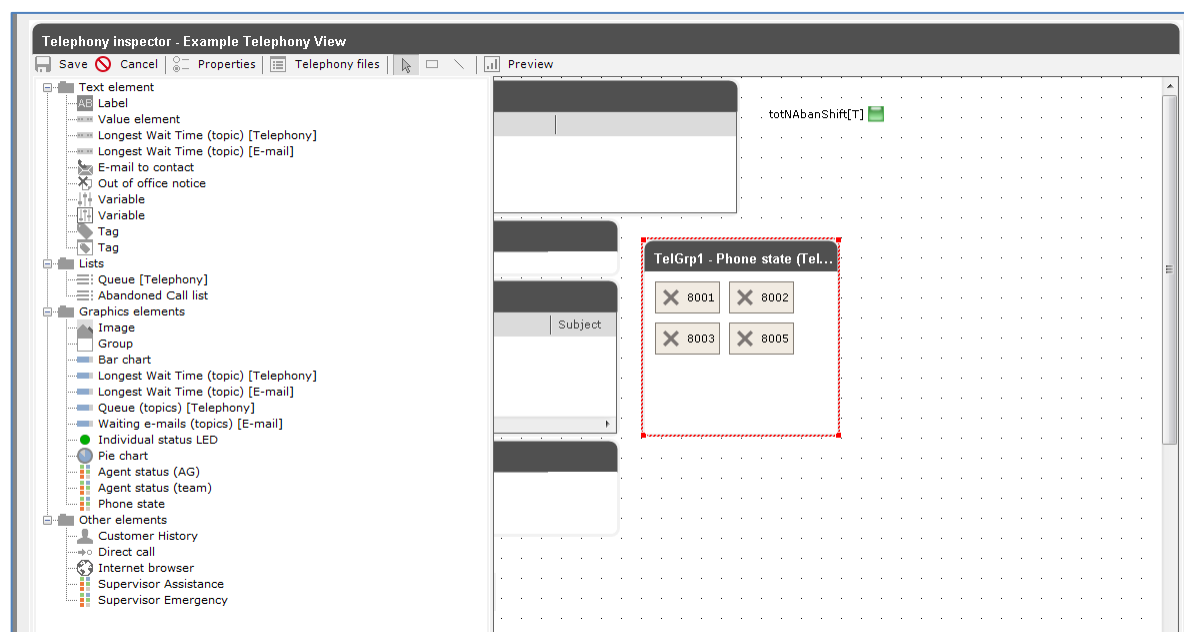 Telephony inspector - Example Telephony View
Save Cancel Properties Telephony files Preview
Text element
AB Label
Value element
Longest Wait Time (topic) [Telephony]
Longest Wait Time (topic) [E-mail]
E-mail to contact
Out of office notice
Variable
Variable
Tag
Tag
Lists
Queue [Telephony]
Abandoned Call list
Graphics elements
Image
Group
Bar chart
Longest Wait Time (topic) [Telephony]
Longest Wait Time (topic) [E-mail]
Queue (topics) [Telephony]
Waiting e-mails (topics) [E-mail]
Individual status LED
Pie chart
Agent status (AG)
Agent status (team)
Phone state
Other elements
Customer History
Direct call
Internet browser
Supervisor Assistance
Supervisor Emergency
totNAbanShift[T]
Subject
TelGrp1 - Phone state (Tel...
8001 8002
8003 8005